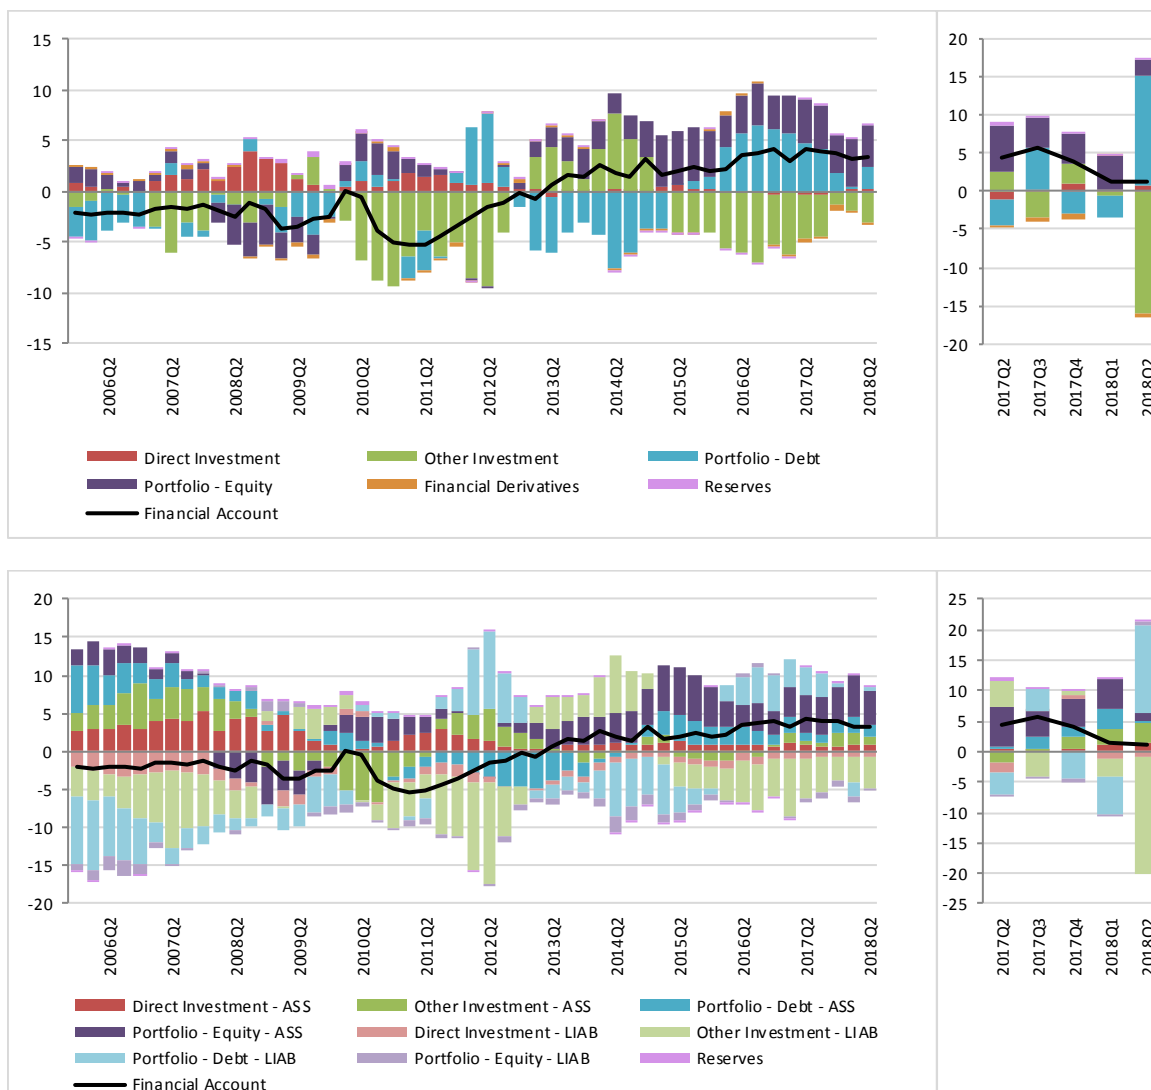 15
10
5
0
-5
-10
-15
2006Q2
2007Q2
2008Q2
2009Q2
2010Q2
2011Q2
2012Q2
2013Q2
2014Q2
2015Q2
2016Q2
2017Q2
2018Q2
Direct Investment
Other Investment
Portfolio - Debt
Portfolio - Equity
Financial Derivatives
Reserves
Financial Account
20
15
10
5
0
-5
-10
-15
-20
2017Q2
2017Q3
2017Q4
2018Q1
2018Q2
20
15
10
5
0
-5
-10
-15
-20
2006Q2
2007Q2
2008Q2
2009Q2
2010Q2
2011Q2
2012Q2
2013Q2
2014Q2
2015Q2
2016Q2
2017Q2
2018Q2
Direct Investment - ASS
Other Investment - ASS
Portfolio - Debt - ASS
Portfolio - Equity - ASS
Direct Investment - LIAB
Other Investment - LIAB
Portfolio - Debt - LIAB
Portfolio - Equity - LIAB
Reserves
Financial Account
25
20
15
10
5
0
-5
-10
-15
-20
-25
2017Q2
2017Q3
2017Q4
2018Q1
2018Q2